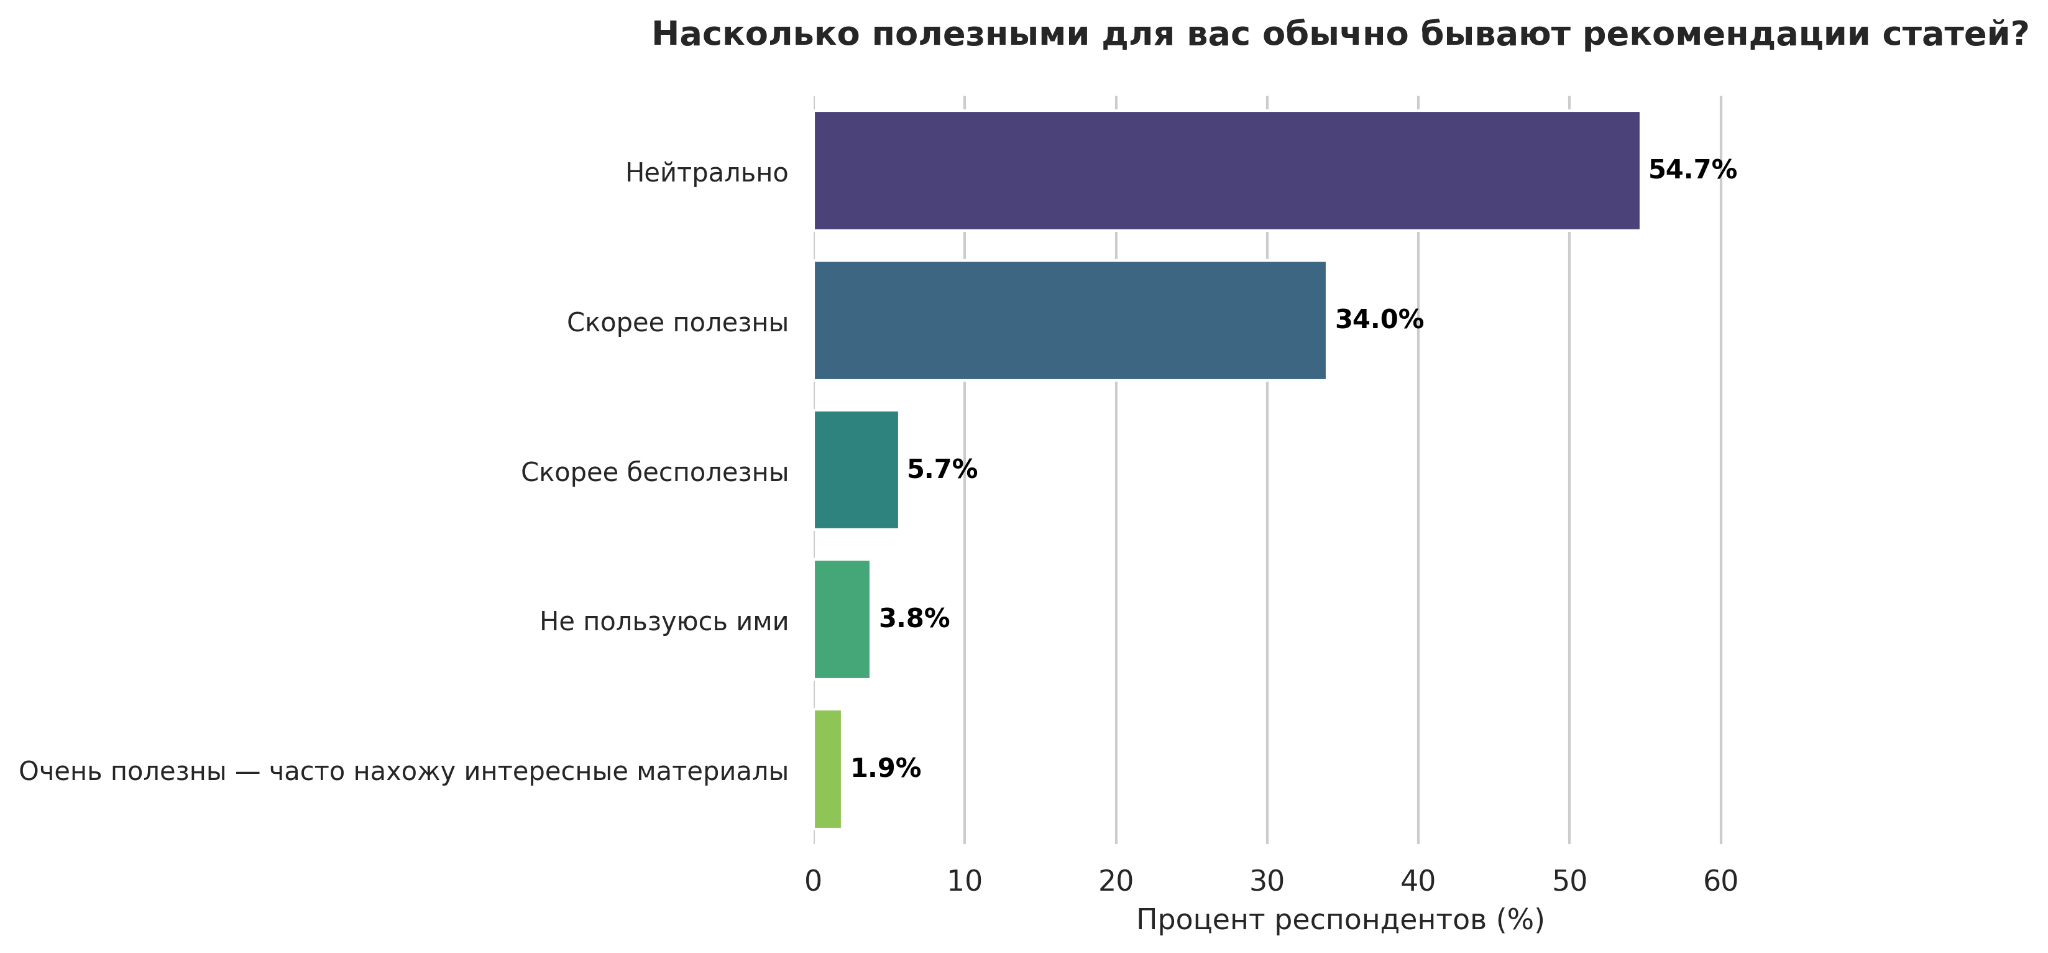 Насколько полезными для вас обычно бывают рекомендации статей?
Нейтрально
54.7%
Скорее полезны
34.0%
Скорее бесполезны
5.7%
Не пользуюсь ими
3.8%
Очень полезны — часто нахожу интересные материалы
1.9%
0 10 20 30 40 50 60
Процент респондентов (%)